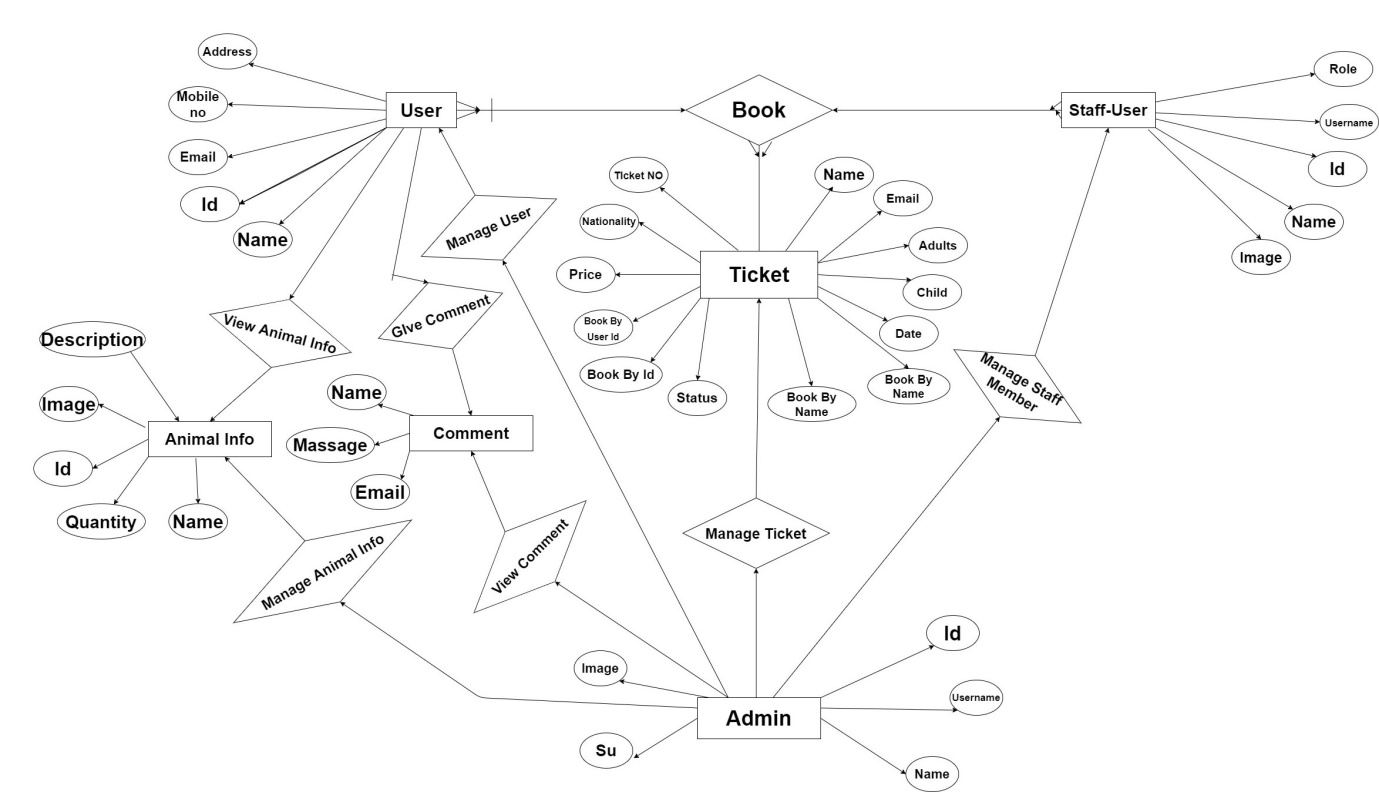 Address
Mobile
no
Email
Id
Name
User
Book
Staff-User
Role
Username
Id
Name
Image
Manage User
View Animal Info
GIve Comment
TIcket NO
Nationality
Price
Book By
User Id
Book By Id
Status
Ticket
Name
Email
Adults
Child
Date
Book By
Name
Book By
Name
Manage Staff
Member
Description
Image
Id
Quantity
Name
Animal Info
Name
Massage
Email
Comment
Manage Animal Info
View Comment
Manage Ticket
Image
Su
Admin
Id
Username
Name